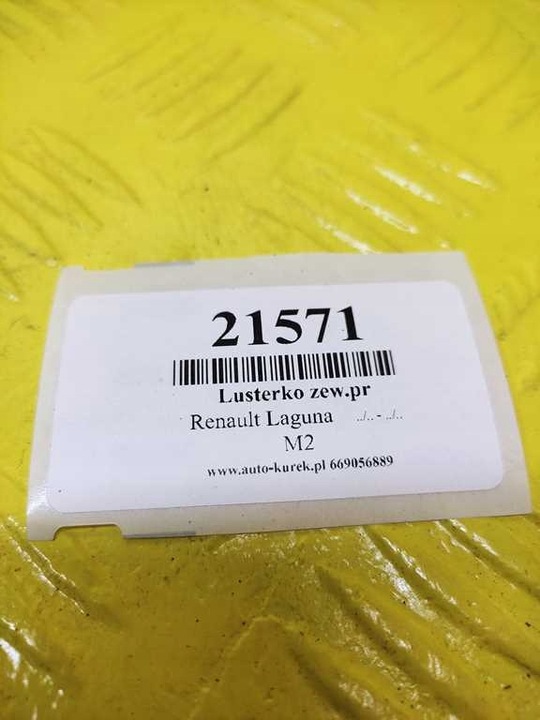 21571
Lusterko zew.pr
Renault Laguna ../.. - ../..
M2
www.auto-kurek.pl 669056889